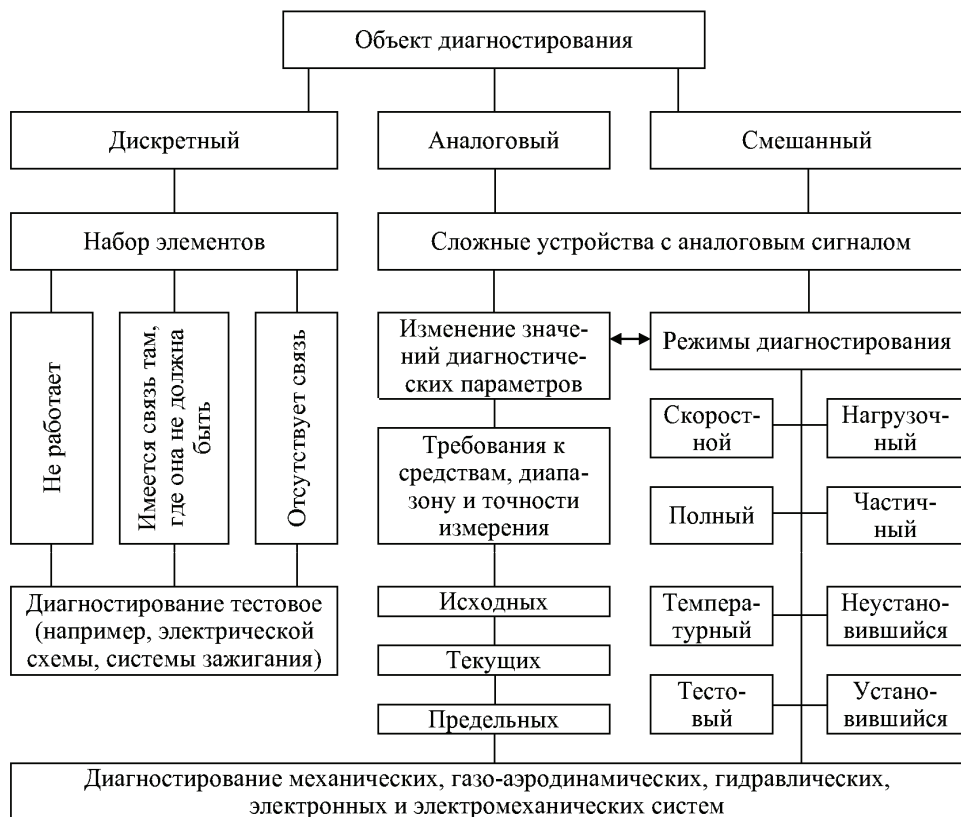 Объект диагностирования
Дискретный
Аналоговый
Смешанный
Набор элементов
Сложные устройства с аналоговым сигналом
Не работает
Имеется связь там,
где она не должна
быть
Отсутствует связь
Изменение значе-
ний диагностиче-
ских параметров
Режимы диагностирования
Требования к
средствам, диапа-
зону и точности
измерения
Скорост-
ной
Нагрузоч-
ный
Полный
Частич-
ный
Диагностирование тестовое
(например, электрической
схемы, системы зажигания)
Исходных
Текущих
Предельных
Темпера-
турный
Неустано-
вившийся
Тесто-
вый
Устано-
вившийся
Диагностирование механических, газо-аэродинамических, гидравлических,
электронных и электромеханических систем